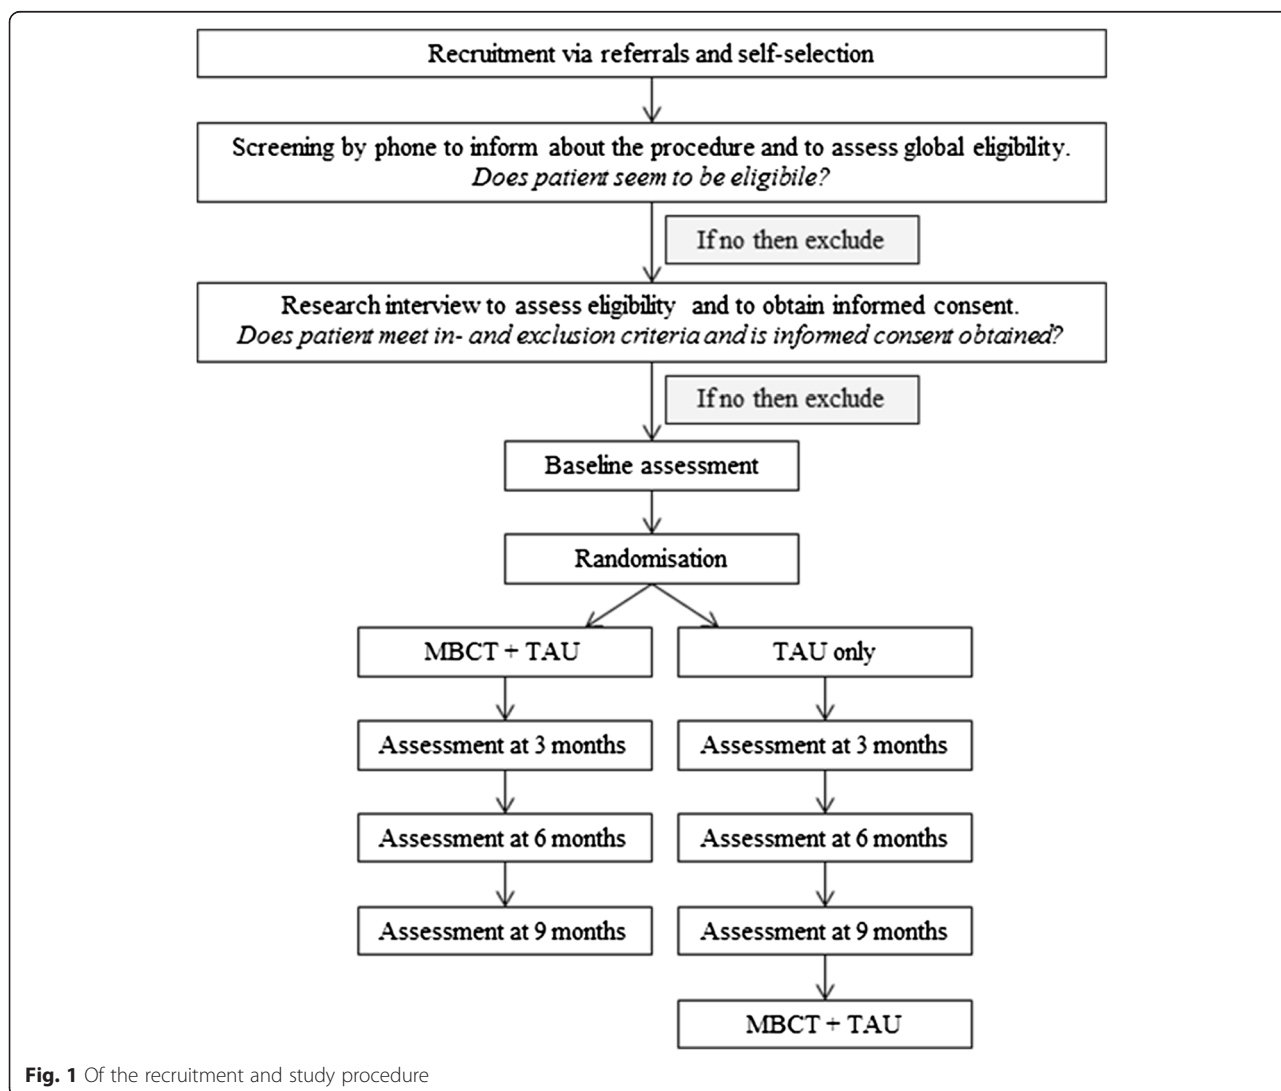 Recruitment via referrals and self-selection
Screening by phone to inform about the procedure and to assess global eligibility.
Does patient seem to be eligibile?
If no then exclude
Research interview to assess eligibility and to obtain informed consent.
Does patient meet in- and exclusion criteria and is informed consent obtained?
If no then exclude
Baseline assessment
Randomisation
MBCT + TAU
TAU only
Assessment at 3 months
Assessment at 3 months
Assessment at 6 months
Assessment at 6 months
Assessment at 9 months
Assessment at 9 months
MBCT + TAU
Fig. 1 Of the recruitment and study procedure